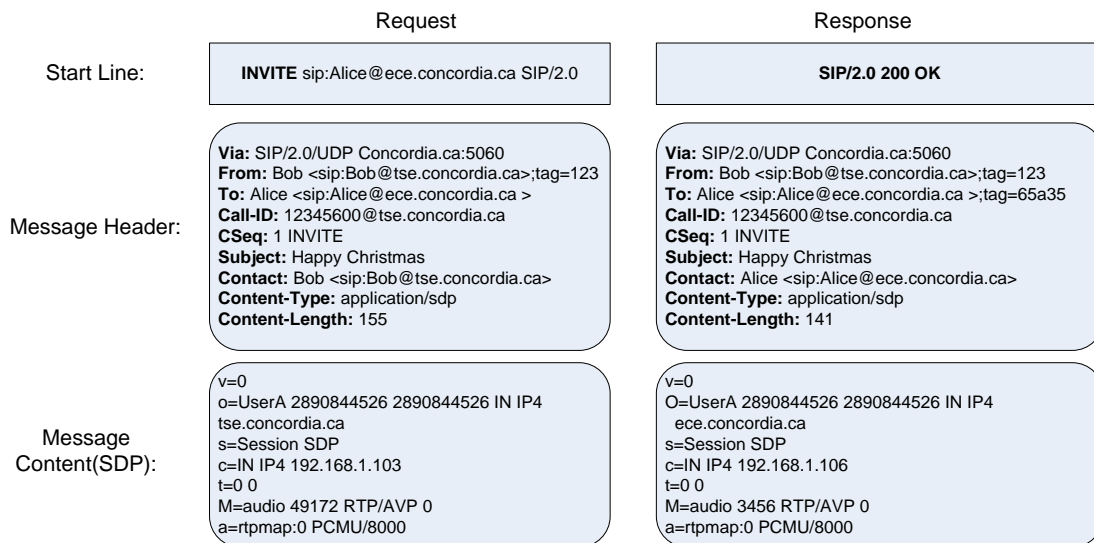 Request
Response
Start Line:
INVITE sip:Alice@ece.concordia.ca SIP/2.0
SIP/2.0 200 OK
Message Header:
Via: SIP/2.0/UDP Concordia.ca:5060
From: Bob <sip:Bob@tse.concordia.ca>;tag=123
To: Alice <sip:Alice@ece.concordia.ca >
Call-ID: 12345600@tse.concordia.ca
CSeq: 1 INVITE
Subject: Happy Christmas
Contact: Bob <sip:Bob@tse.concordia.ca>
Content-Type: application/sdp
Content-Length: 155
Via: SIP/2.0/UDP Concordia.ca:5060
From: Bob <sip:Bob@tse.concordia.ca>;tag=123
To: Alice <sip:Alice@ece.concordia.ca >;tag=65a35
Call-ID: 12345600@tse.concordia.ca
CSeq: 1 INVITE
Subject: Happy Christmas
Contact: Alice <sip:Alice@ece.concordia.ca>
Content-Type: application/sdp
Content-Length: 141
Message
Content(SDP):
v=0
o=UserA 2890844526 2890844526 IN IP4
tse.concordia.ca
s=Session SDP
c=IN IP4 192.168.1.103
t=0 0
M=audio 49172 RTP/AVP 0
a=rtpmap:0 PCMU/8000
v=0
O=UserA 2890844526 2890844526 IN IP4
ece.concordia.ca
s=Session SDP
c=IN IP4 192.168.1.106
t=0 0
M=audio 3456 RTP/AVP 0
a=rtpmap:0 PCMU/8000